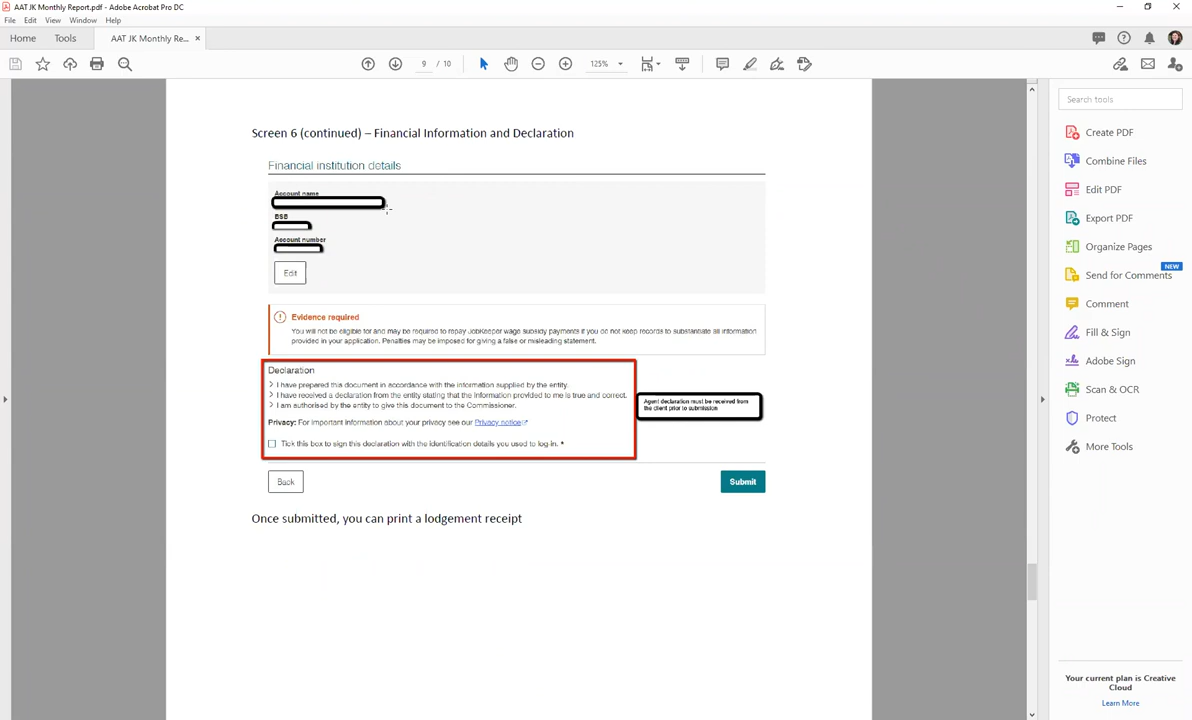 AAT JK Monthly Report.pdf - Adobe Acrobat Pro DC
File Edit View Window Help
Home Tools AAT JK Monthly Re... ×
9 / 10 125%
Search tools
Screen 6 (continued) – Financial Information and Declaration
Financial institution details
Account name
BSB
Account number
Edit
Evidence required
You will not be eligible for and may be required to repay JobKeeper wage subsidy payments if you do not keep records to substantiate all information
provided in your application. Penalties may be imposed for giving a false or misleading statement.
Declaration
> I have prepared this document in accordance with the information supplied by the entity.
> I have received a declaration from the entity stating that the information provided to me is true and correct.
> I am authorised by the entity to give this document to the Commissioner.
Privacy: For important information about your privacy see our Privacy notice
Tick this box to sign this declaration with the identification details you used to log-in. *
Agent declaration must be received from
the client prior to submission
Back
Submit
Once submitted, you can print a lodgement receipt
Create PDF
Combine Files
Edit PDF
Export PDF
Organize Pages
NEW
Send for Comments
Comment
Fill & Sign
Adobe Sign
Scan & OCR
Protect
More Tools
Your current plan is Creative
Cloud
Learn More